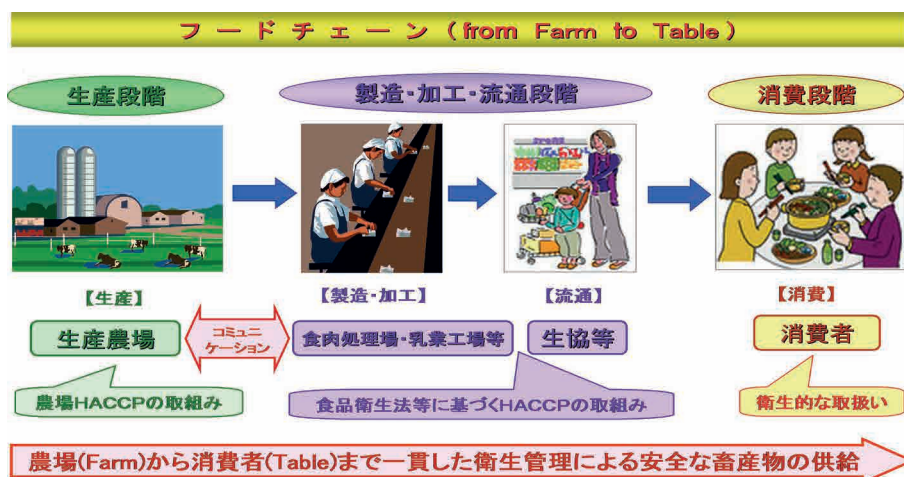 フードチェーン(from Farm to Table)
生産段階
製造・加工・流通段階
消費段階
【生産】
【製造・加工】
【流通】
【消費】
生産農場
コミュニ
ケーション
食肉処理場・乳業工場等
生協等
消費者
農場HACCPの取組み
食品衛生法等に基づくHACCPの取組み
衛生的な取扱い
農場(Farm)から消費者(Table)まで一貫した衛生管理による安全な畜産物の供給